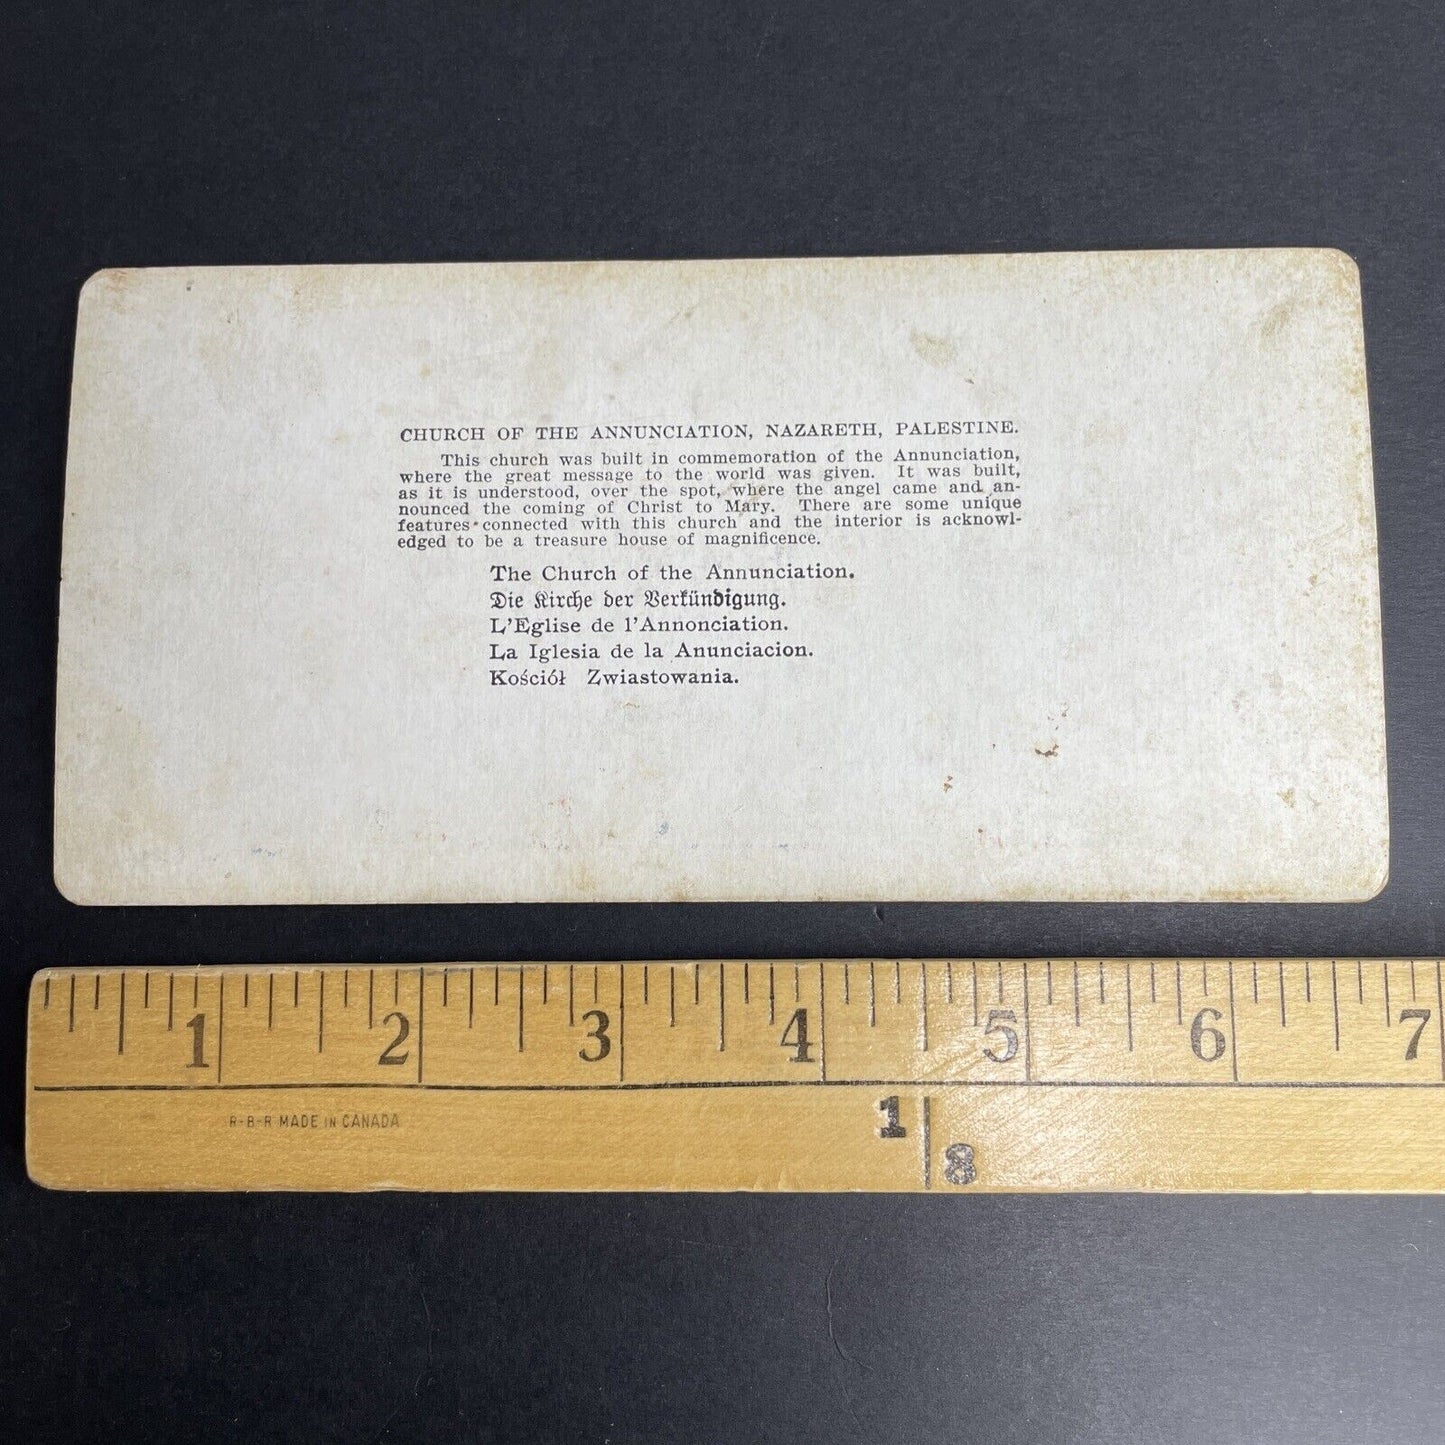 CHURCH OF THE ANNUNCIATION, NAZARETH, PALESTINE.
This church was built in commemoration of the Annunciation,
where the great message to the world was given. It was built,
as it is understood, over the spot, where the angel came and an-
nounced the coming of Christ to Mary. There are some unique
features connected with this church and the interior is acknowl-
edged to be a treasure house of magnificence.
The Church of the Annunciation.
Die Kirche der Verkündigung.
L'Eglise de l'Annonciation.
La Iglesia de la Anunciacion.
Kościół Zwiastowania.
1 2 3 4 5 6 7
R-B-R MADE IN CANADA
1
8